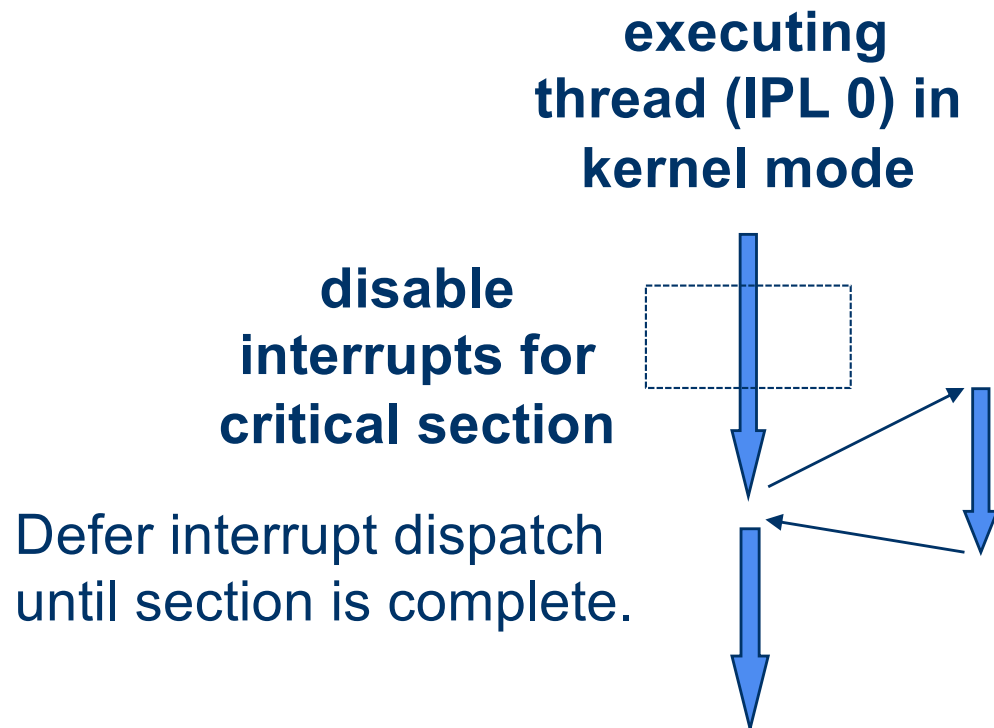 executing
thread (IPL 0) in
kernel mode
disable
interrupts for
critical section
Defer interrupt dispatch
until section is complete.